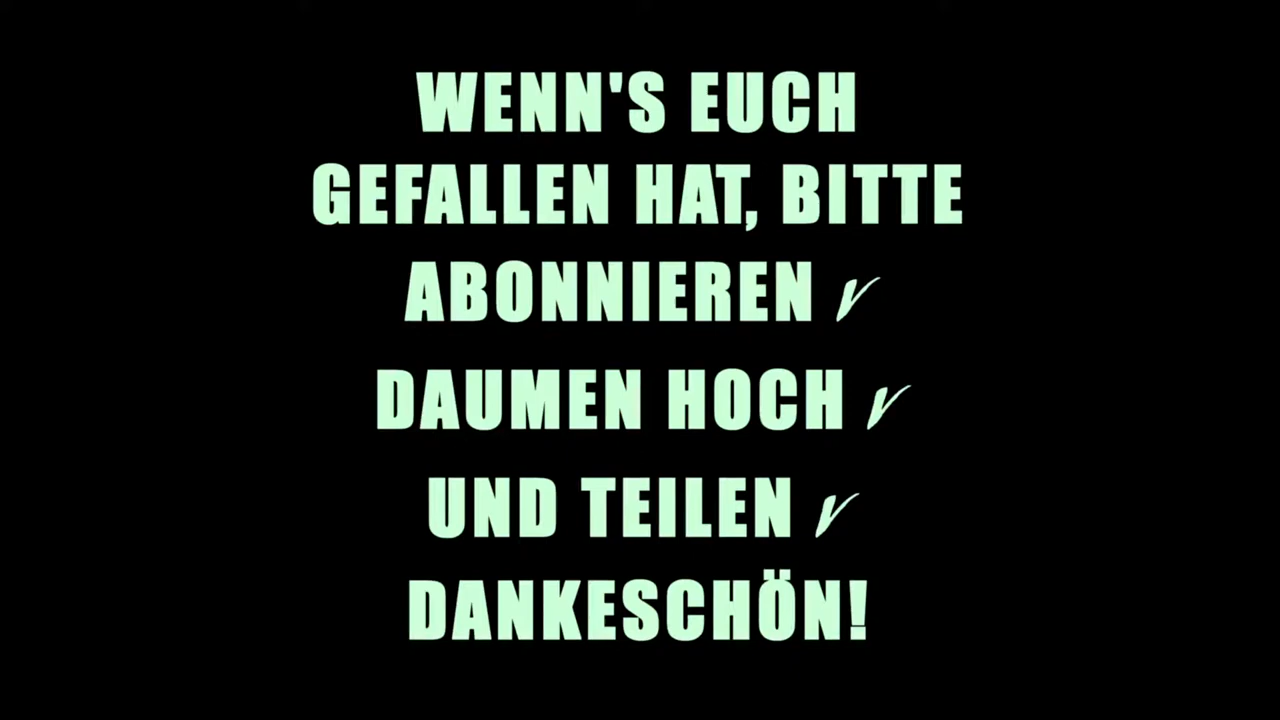 WENN'S EUCH
GEFALLEN HAT, BITTE
ABONNIEREN ✓
DAUMEN HOCH ✓
UND TEILEN ✓
DANKESCHÖN!